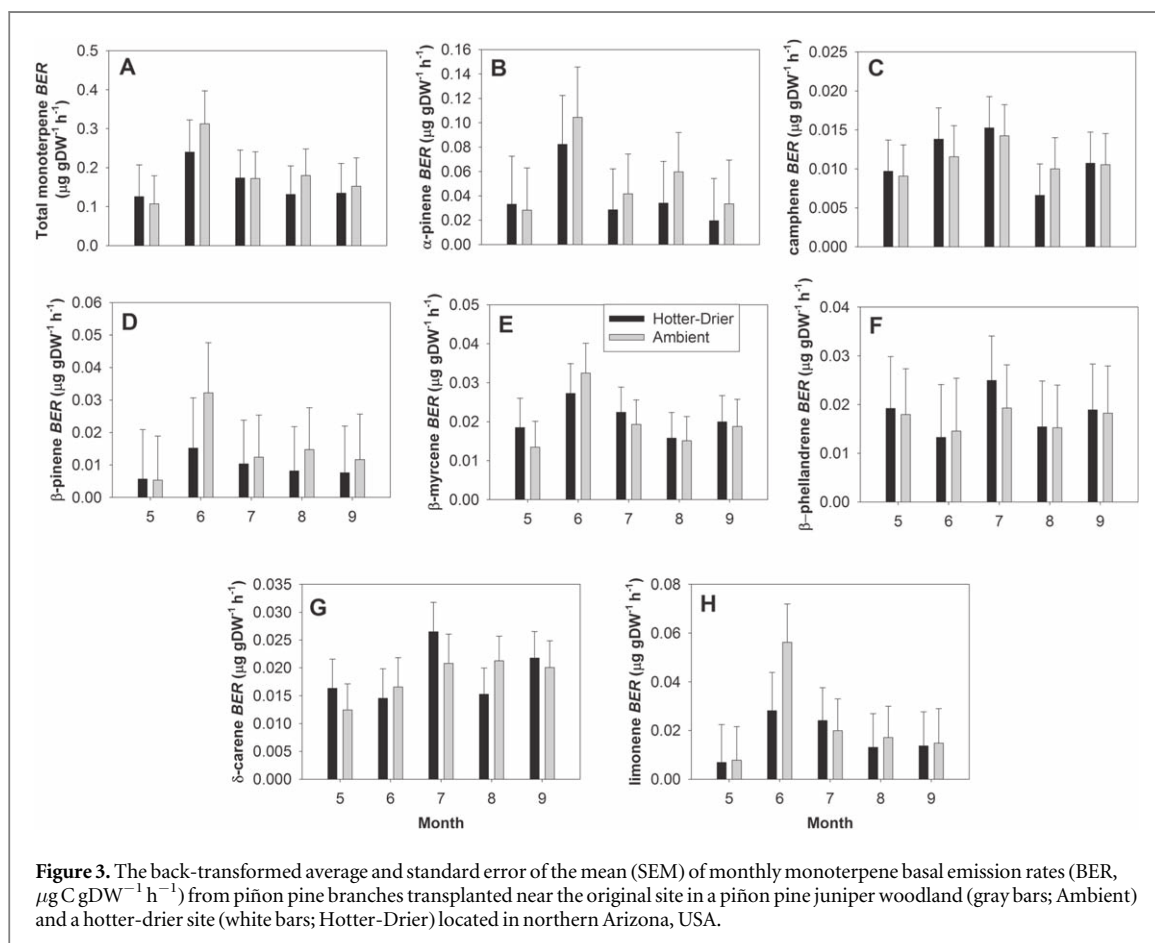 A
Total monoterpene BER
(µg gDW⁻¹ h⁻¹)
0.5
0.4
0.3
0.2
0.1
0.0
B
α-pinene BER (µg gDW⁻¹ h⁻¹)
0.16
0.14
0.12
0.10
0.08
0.06
0.04
0.02
0.00
C
camphene BER (µg gDW⁻¹ h⁻¹)
0.025
0.020
0.015
0.010
0.005
0.000
D
β-pinene BER (µg gDW⁻¹ h⁻¹)
0.06
0.05
0.04
0.03
0.02
0.01
0.00
5 6 7 8 9
E
β-myrcene BER (µg gDW⁻¹ h⁻¹)
0.05
0.04
0.03
0.02
0.01
0.00
Hotter-Drier
Ambient
5 6 7 8 9
F
β–phellandrene BER (µg gDW⁻¹ h⁻¹)
0.04
0.03
0.02
0.01
0.00
5 6 7 8 9
G
δ-carene BER (µg gDW⁻¹ h⁻¹)
0.035
0.030
0.025
0.020
0.015
0.010
0.005
0.000
5 6 7 8 9
Month
H
limonene BER (µg gDW⁻¹ h⁻¹)
0.08
0.06
0.04
0.02
0.00
5 6 7 8 9
Month
Figure 3. The back-transformed average and standard error of the mean (SEM) of monthly monoterpene basal emission rates (BER,
µg C gDW⁻¹ h⁻¹) from piñon pine branches transplanted near the original site in a piñon pine juniper woodland (gray bars; Ambient)
and a hotter-drier site (white bars; Hotter-Drier) located in northern Arizona, USA.